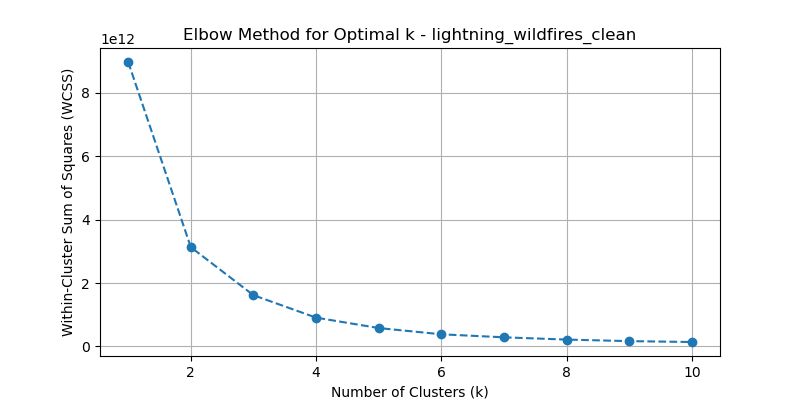 Elbow Method for Optimal k - lightning_wildfires_clean
1e12
Within-Cluster Sum of Squares (WCSS)
8
6
4
2
0
2 4 6 8 10
Number of Clusters (k)